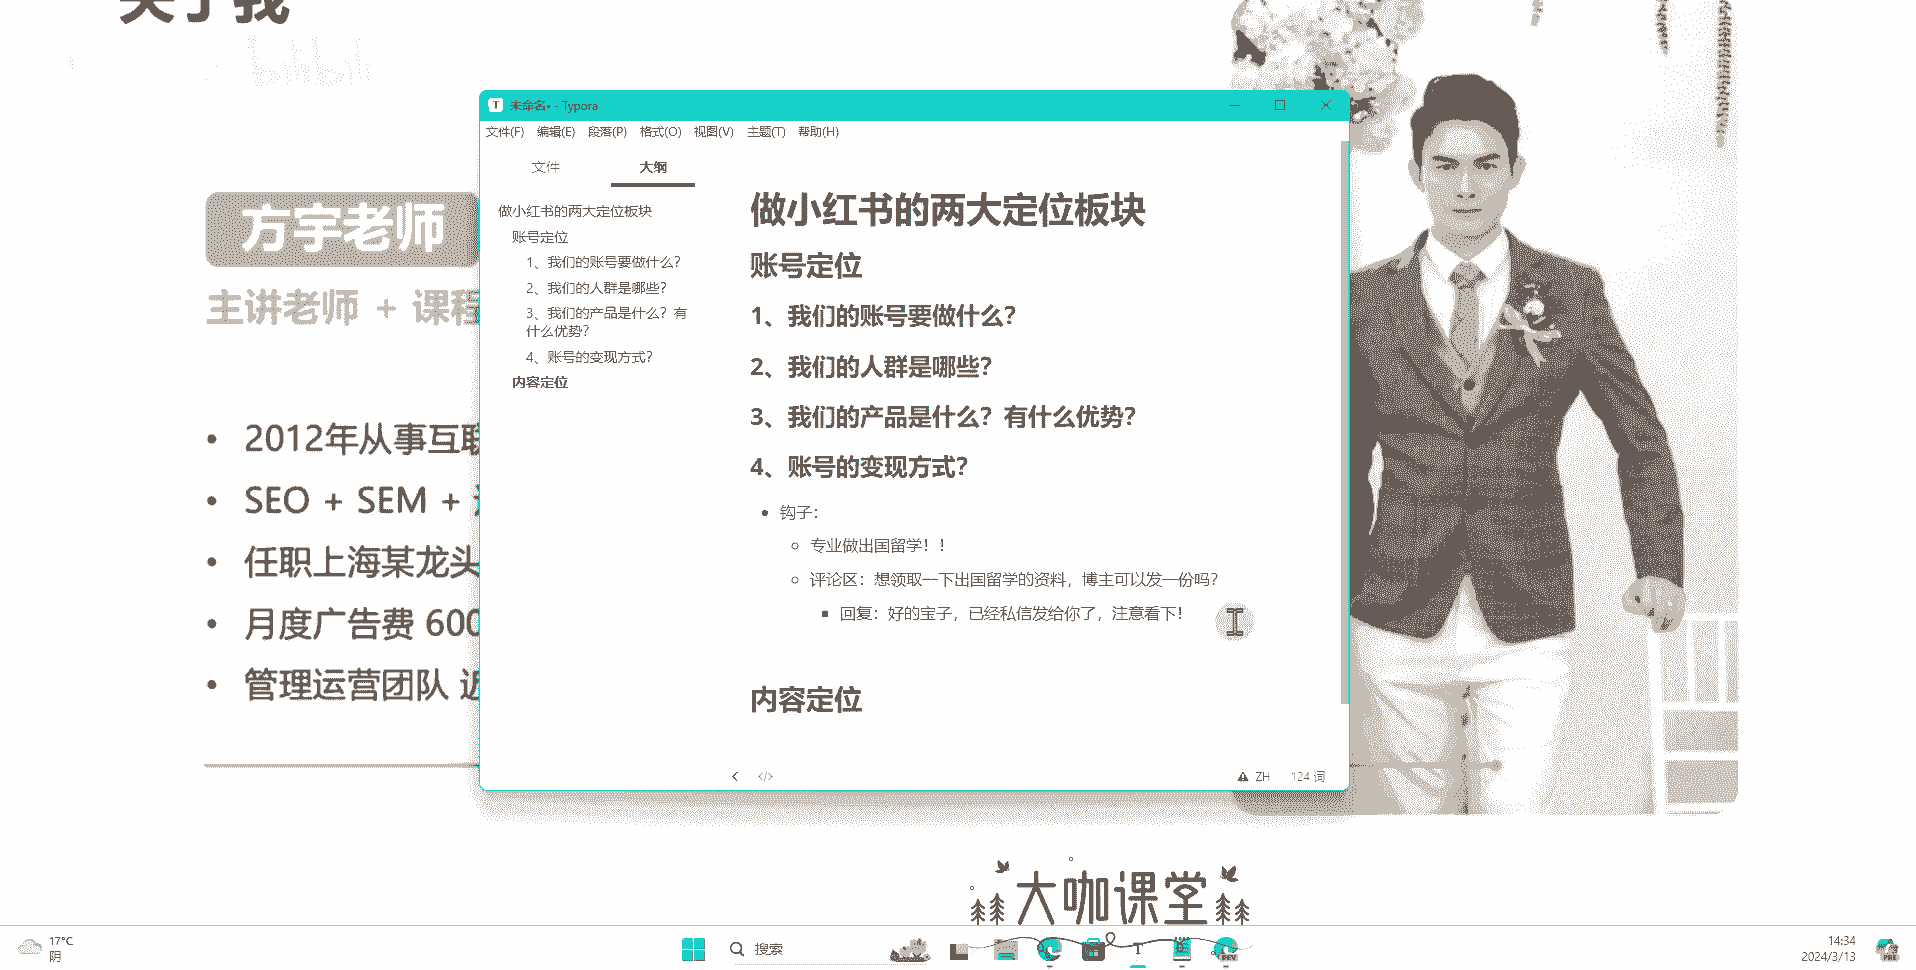 关于我
bilibili
未命名• - Typora
文件(F) 编辑(E) 段落(P) 格式(O) 视图(V) 主题(T) 帮助(H)
文件 大纲
做小红书的两大定位板块
账号定位
1、我们的账号要做什么？
2、我们的人群是哪些？
3、我们的产品是什么？有
什么优势？
4、账号的变现方式？
内容定位
做小红书的两大定位板块
账号定位
1、我们的账号要做什么？
2、我们的人群是哪些？
3、我们的产品是什么？有什么优势？
4、账号的变现方式？
钩子：
专业做出国留学！！
评论区：想领取一下出国留学的资料，博主可以发一份吗？
回复：好的宝子，已经私信发给你了，注意看下！
内容定位
ZH 124 词
方宇老师
主讲老师 + 课程
2012年从事互联
SEO + SEM +
任职上海某龙头
月度广告费 600
管理运营团队 近
大咖课堂
17°C
阴
搜索
DEV
14:34
2024/3/13
PRE